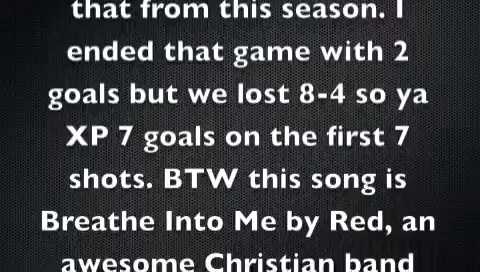 that from this season. I
ended that game with 2
goals but we lost 8-4 so ya
XP 7 goals on the first 7
shots. BTW this song is
Breathe Into Me by Red, an
awesome Christian band